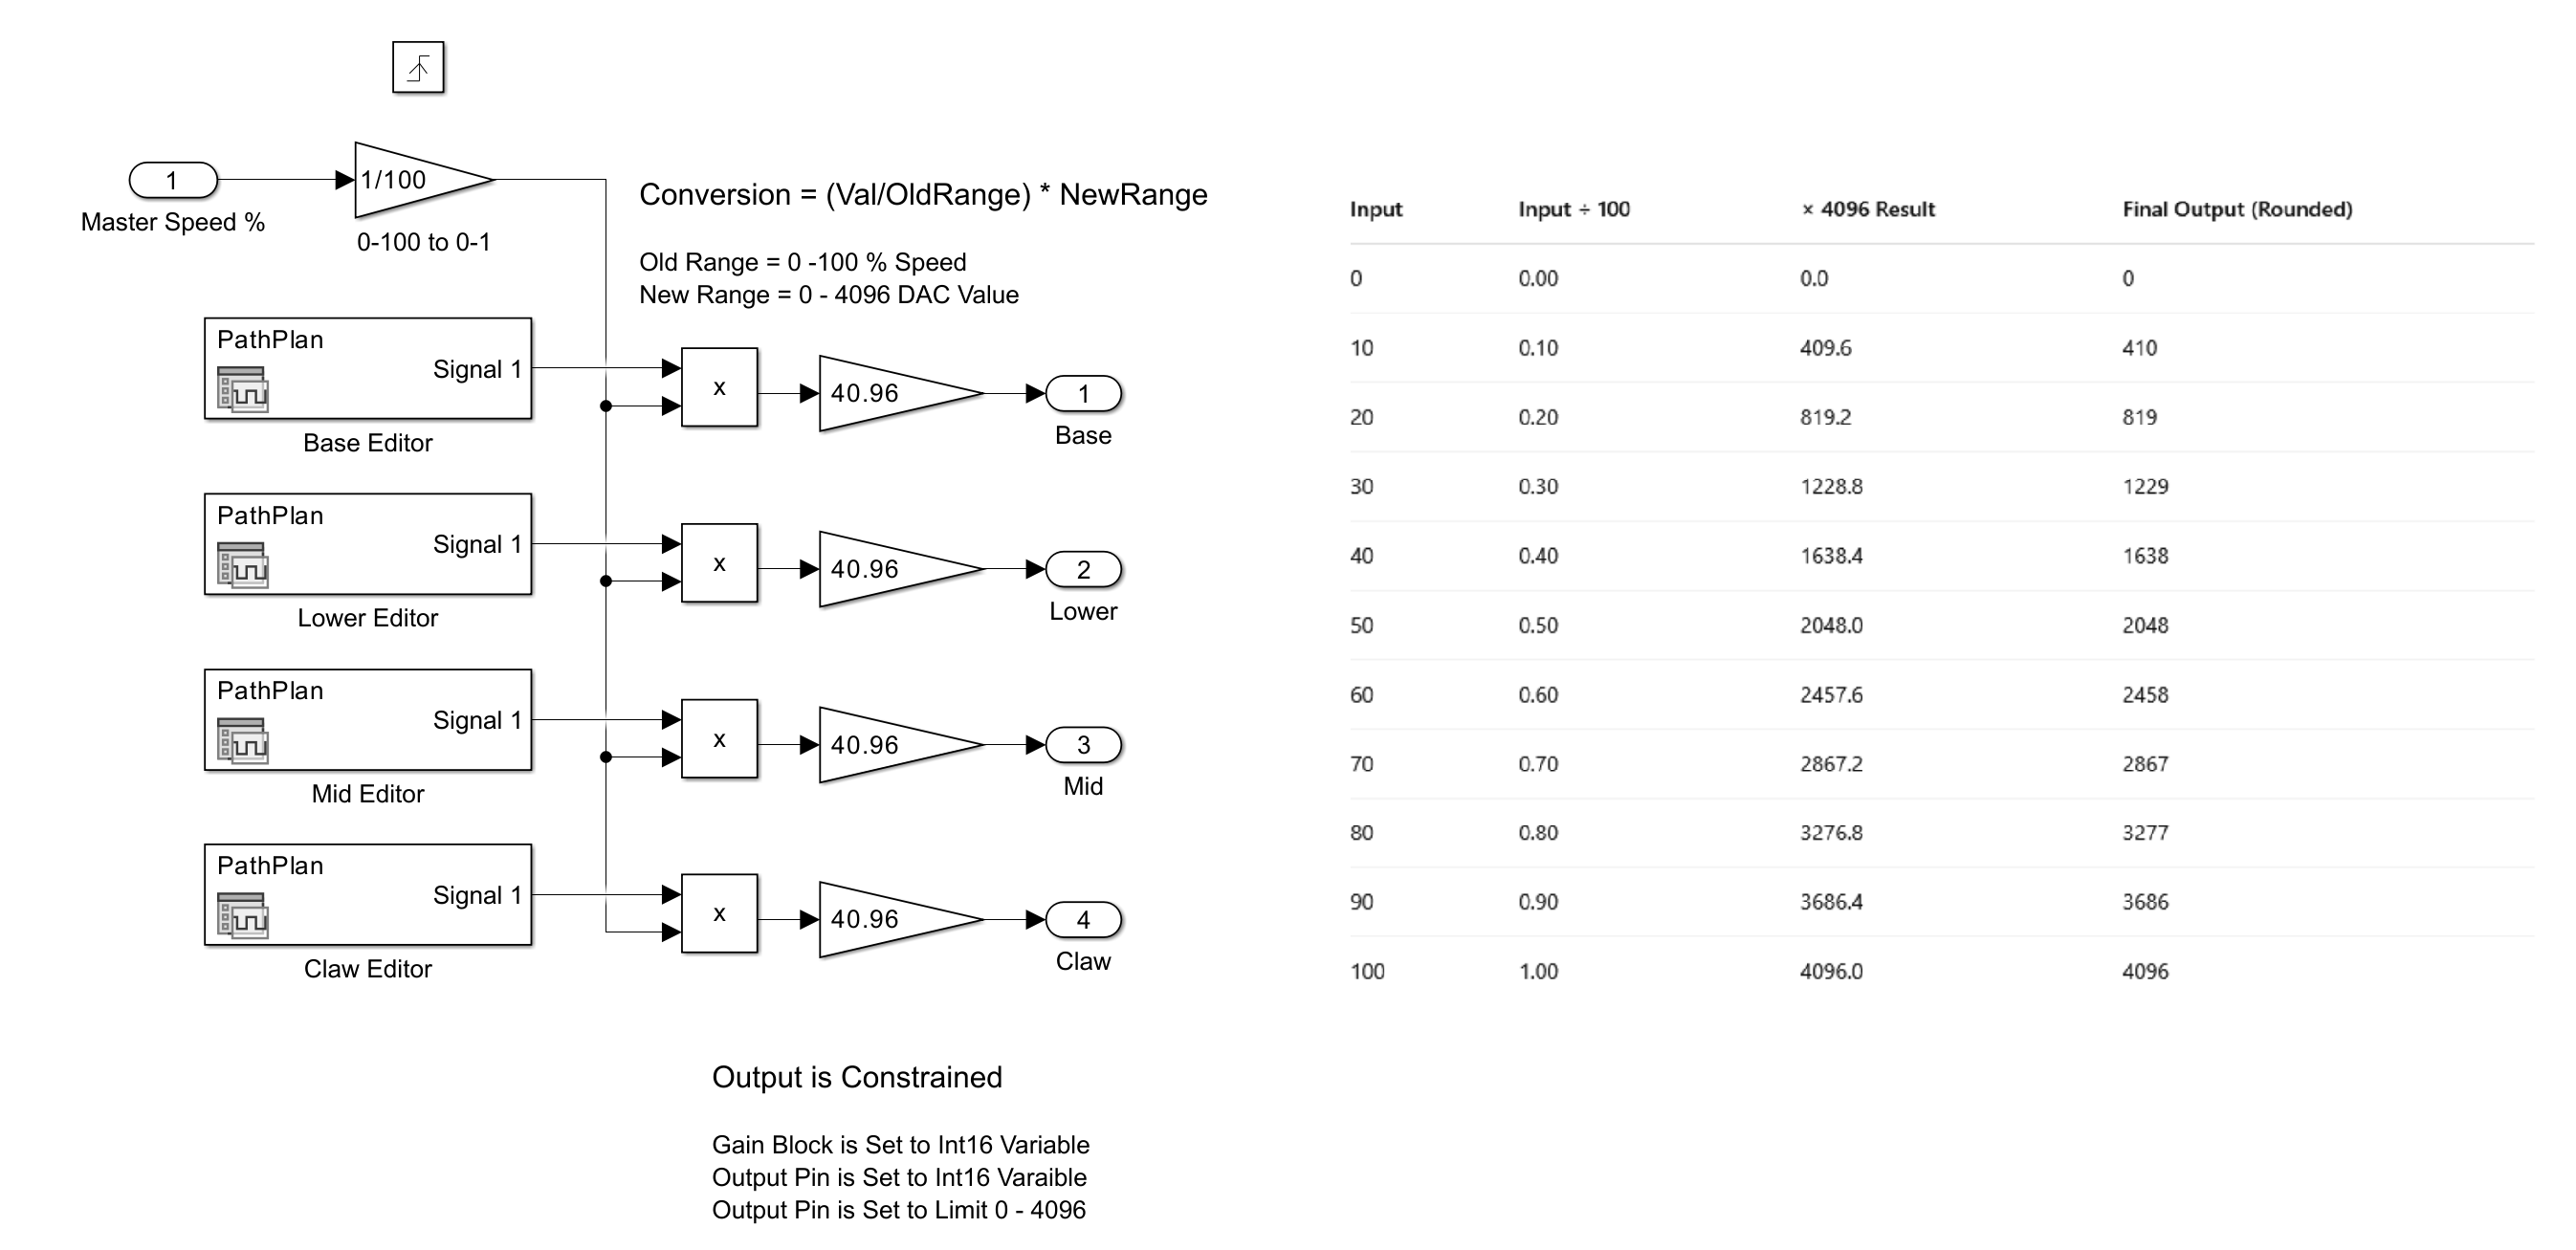 1
Master Speed %
1/100
0-100 to 0-1
Conversion = (Val/OldRange) * NewRange
Old Range = 0 -100 % Speed
New Range = 0 - 4096 DAC Value
PathPlan
Signal 1
Base Editor
x
40.96
1
Base
PathPlan
Signal 1
Lower Editor
x
40.96
2
Lower
PathPlan
Signal 1
Mid Editor
x
40.96
3
Mid
PathPlan
Signal 1
Claw Editor
x
40.96
4
Claw
Output is Constrained
Gain Block is Set to Int16 Variable
Output Pin is Set to Int16 Varaible
Output Pin is Set to Limit 0 - 4096
Input Input ÷ 100 × 4096 Result Final Output (Rounded)
0 0.00 0.0 0
10 0.10 409.6 410
20 0.20 819.2 819
30 0.30 1228.8 1229
40 0.40 1638.4 1638
50 0.50 2048.0 2048
60 0.60 2457.6 2458
70 0.70 2867.2 2867
80 0.80 3276.8 3277
90 0.90 3686.4 3686
100 1.00 4096.0 4096